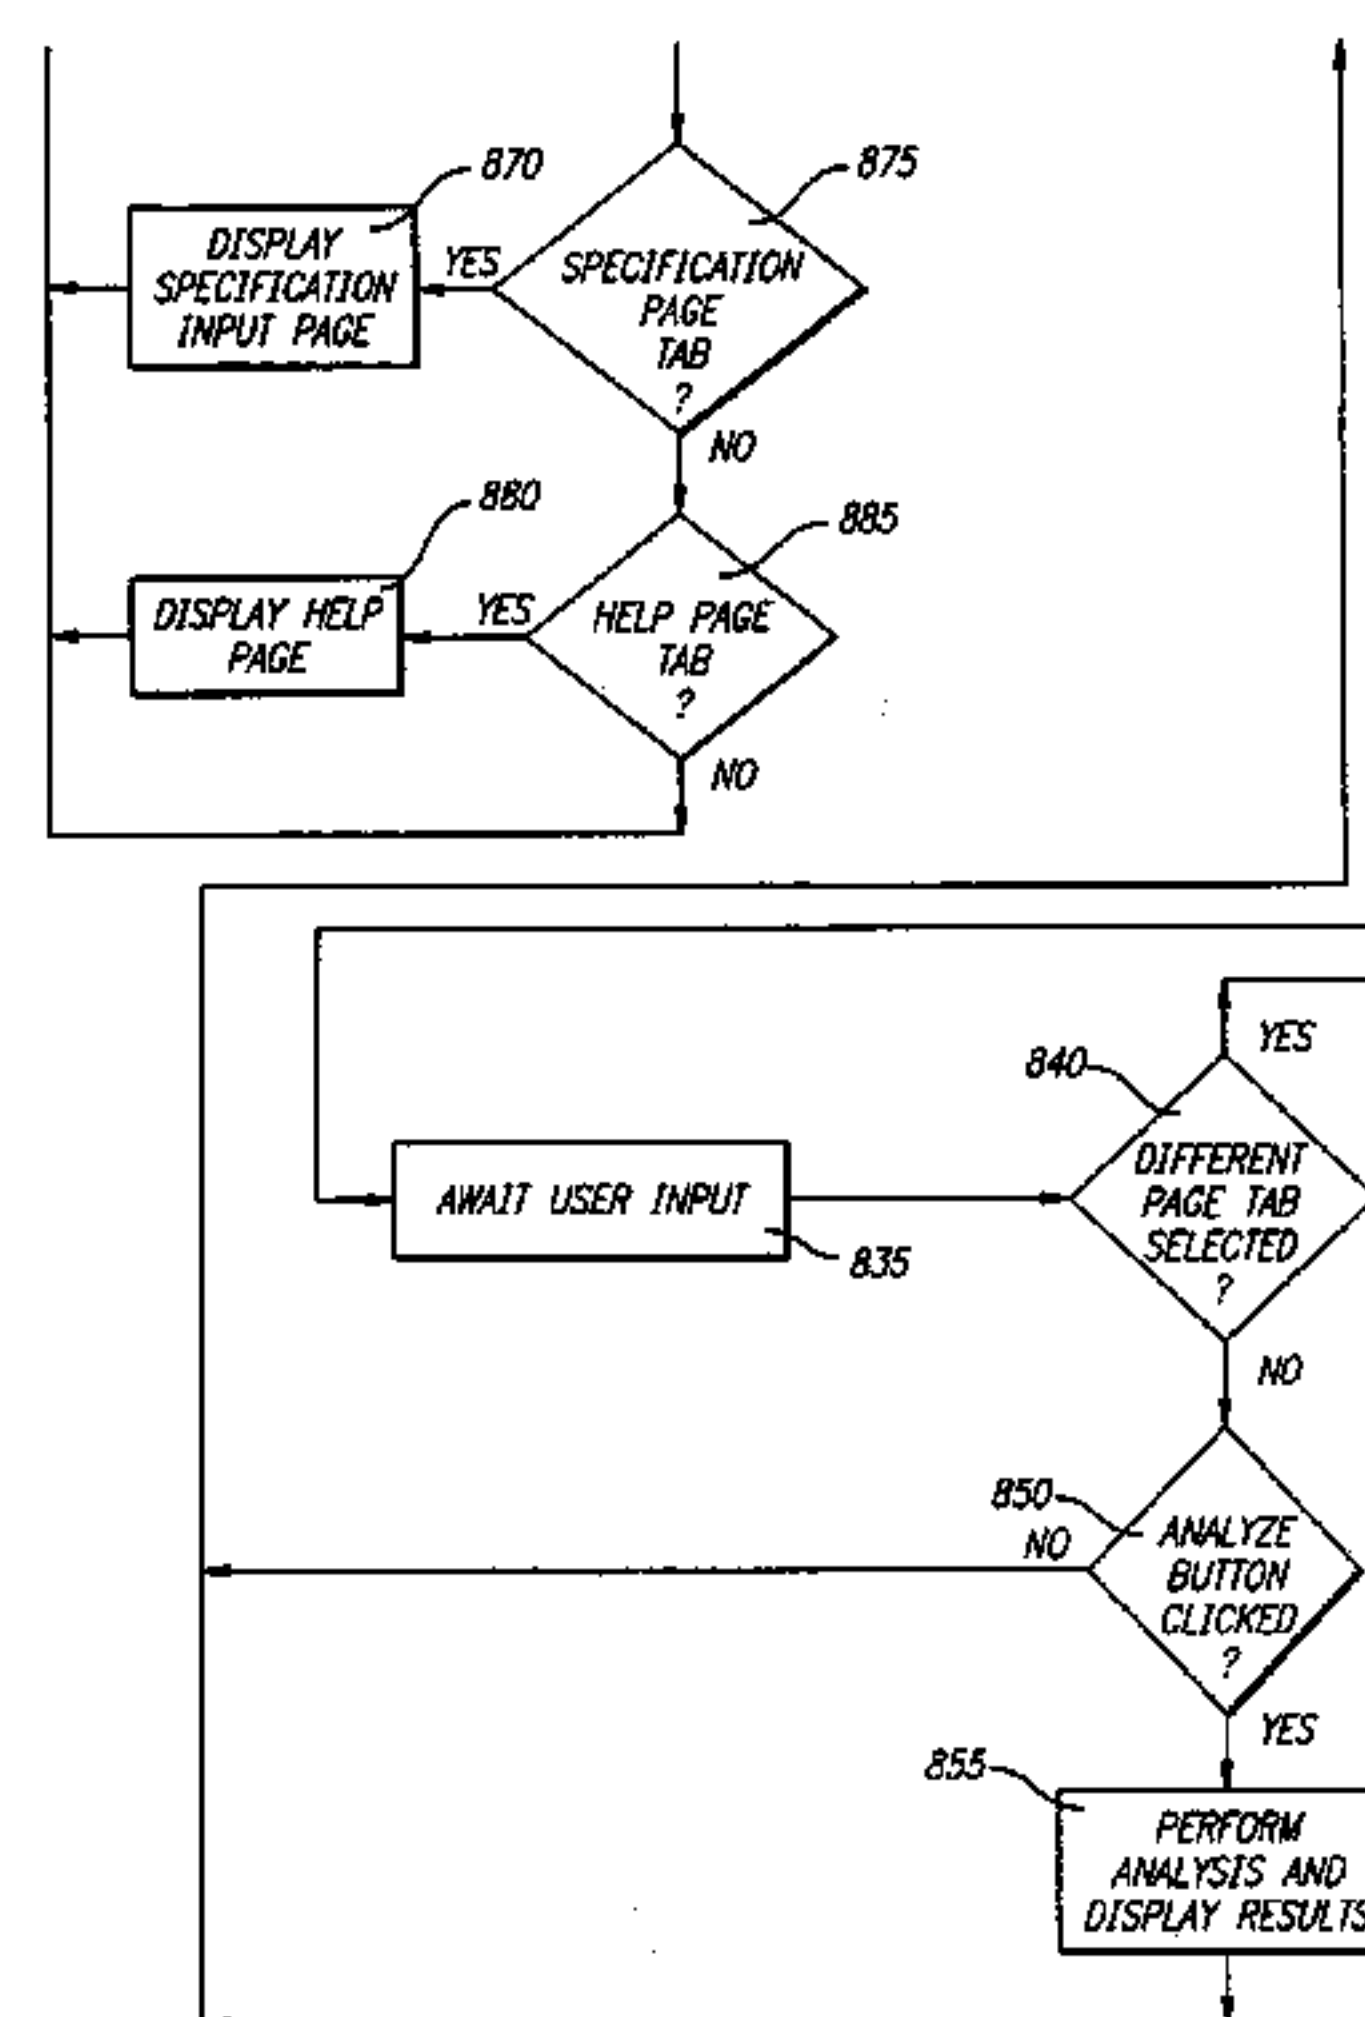 870
875
DISPLAY
SPECIFICATION
INPUT PAGE
YES
SPECIFICATION
PAGE
TAB
?
NO
880
885
DISPLAY HELP
PAGE
YES
HELP PAGE
TAB
?
NO
YES
840
DIFFERENT
PAGE TAB
SELECTED
?
AWAIT USER INPUT
835
NO
850
NO
ANALYZE
BUTTON
CLICKED
?
YES
855
PERFORM
ANALYSIS AND
DISPLAY RESULTS